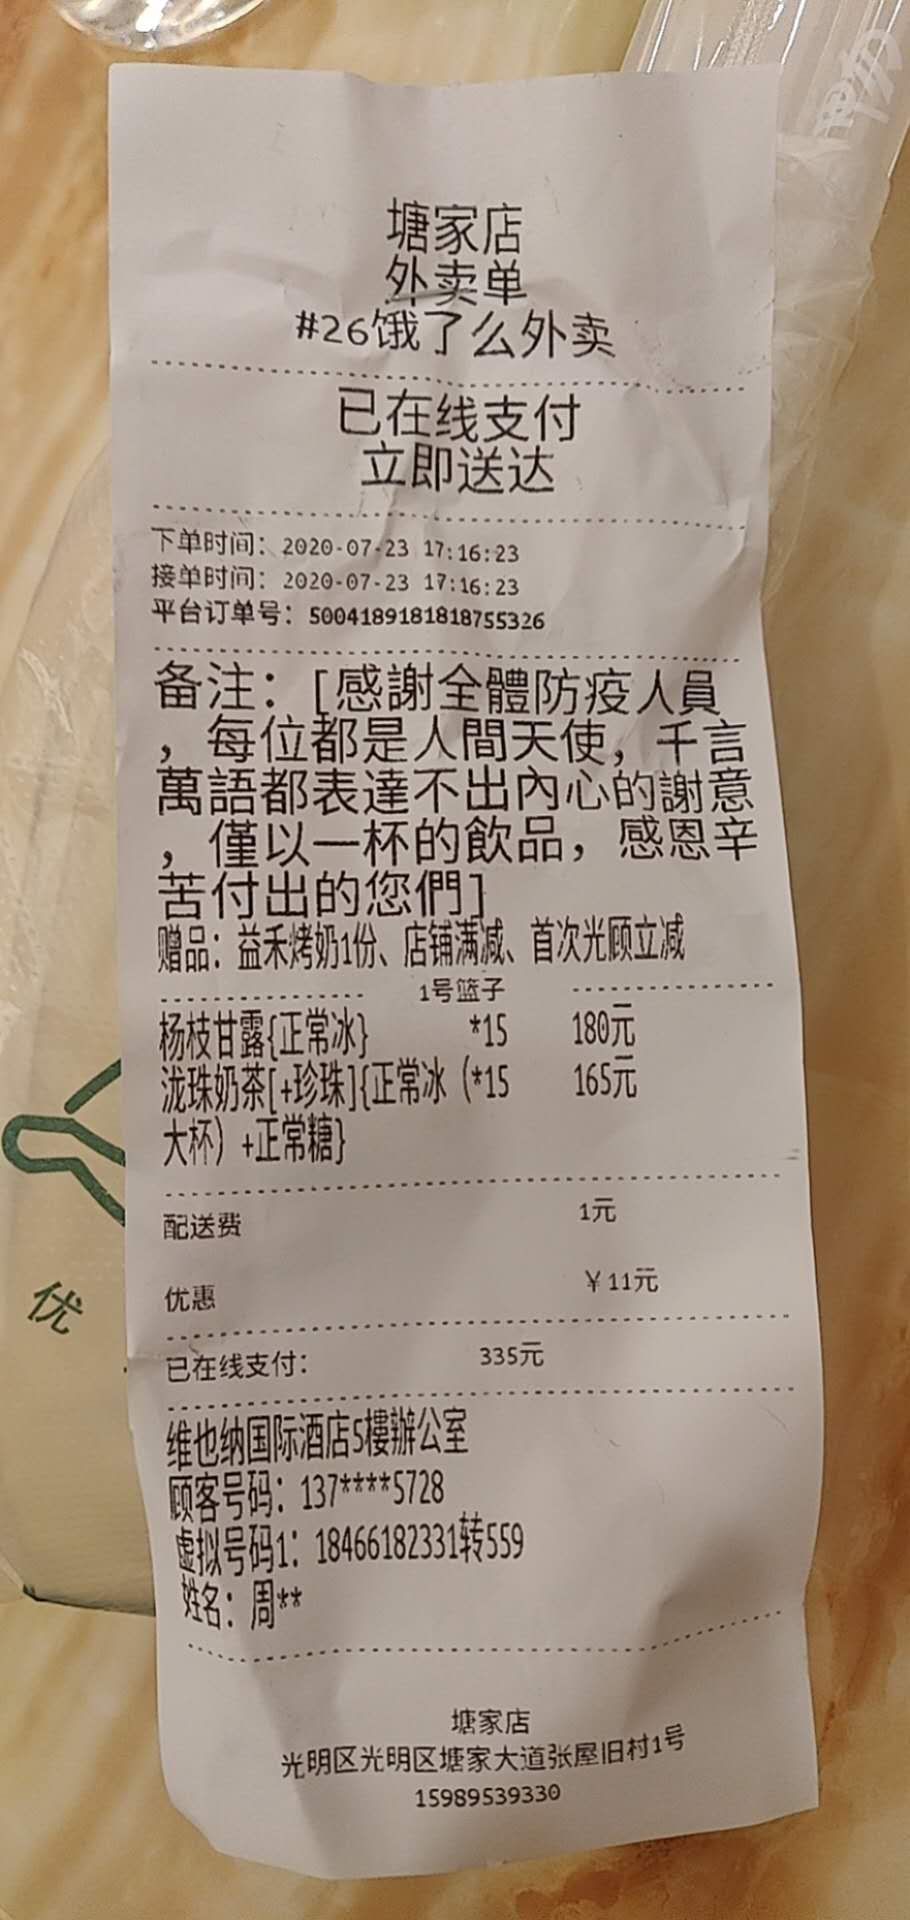 塘家店
外卖单
#26饿了么外卖
已在线支付
立即送达
下单时间: 2020-07-23 17:16:23
接单时间: 2020-07-23 17:16:23
平台订单号: 5004189181818755326
备注: [感謝全體防疫人員
, 每位都是人間天使, 千言
萬語都表達不出內心的謝意
, 僅以一杯的飲品, 感恩辛
苦付出的您們]
赠品: 益禾烤奶1份、店铺满减、首次光顾立减
1号篮子
杨枝甘露{正常冰} *15 180元
泷珠奶茶[+珍珠]{正常冰 (*15 165元
大杯) +正常糖}
配送费 1元
优惠 ¥11元
已在线支付: 335元
维也纳国际酒店5樓辦公室
顾客号码: 137****5728
虚拟号码1: 18466182331转559
姓名: 周**
塘家店
光明区光明区塘家大道张屋旧村1号
15989539330
优